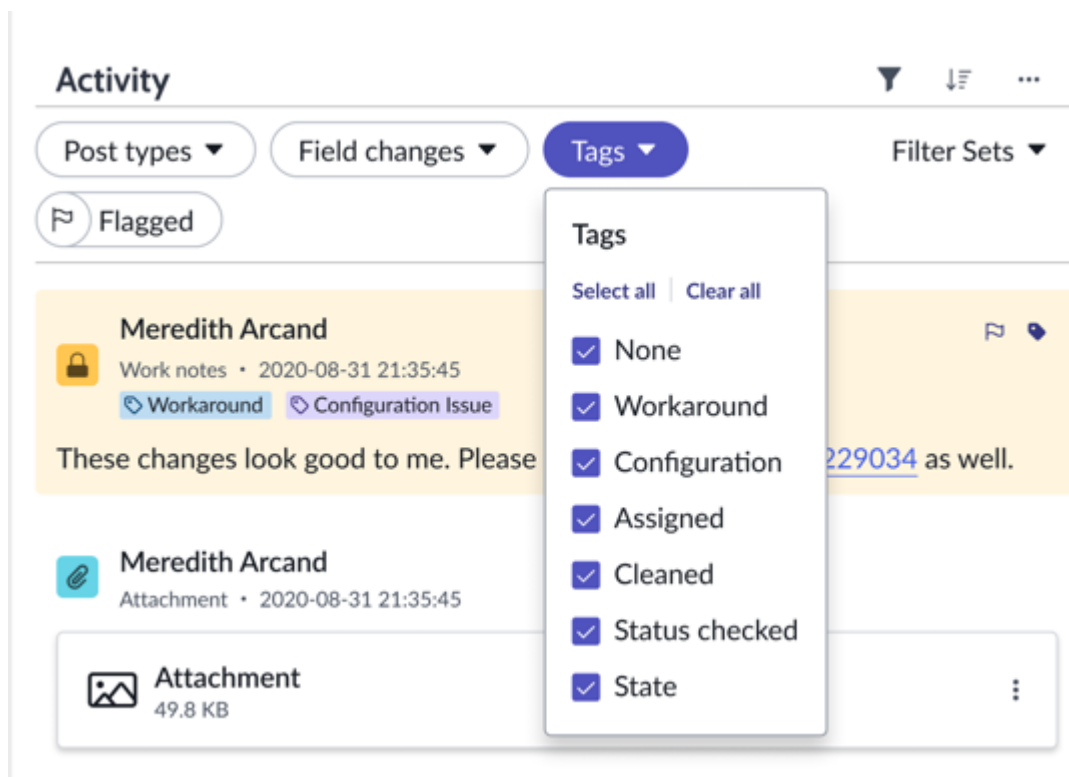 Activity
Post types
Field changes
Tags
Filter Sets
Flagged
Tags
Select all
Clear all
None
Workaround
Configuration
Assigned
Cleaned
Status checked
State
Meredith Arcand
Work notes • 2020-08-31 21:35:45
Workaround
Configuration Issue
These changes look good to me. Please 229034 as well.
Meredith Arcand
Attachment • 2020-08-31 21:35:45
Attachment
49.8 KB